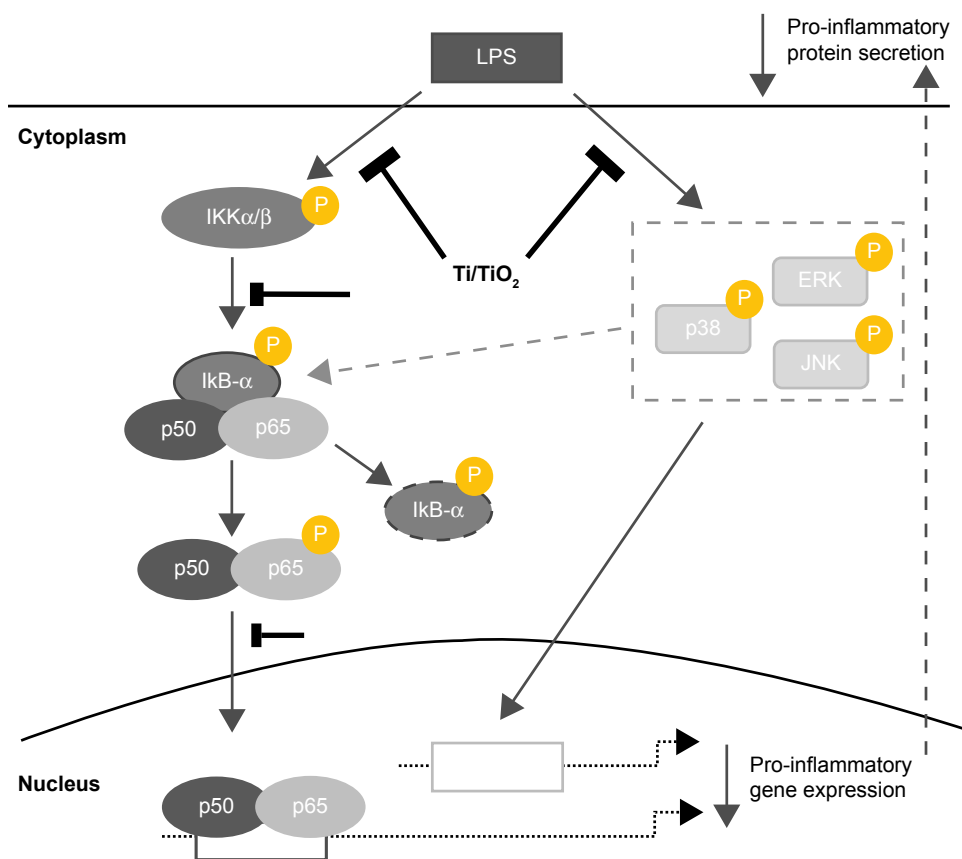 LPS
Pro-inflammatory
protein secretion
Cytoplasm
IKKα/β
P
Ti/TiO₂
P
ERK
P
p38
P
JNK
P
IkB-α
p50
p65
P
IkB-α
P
p50
p65
Nucleus
p50
p65
Pro-inflammatory
gene expression